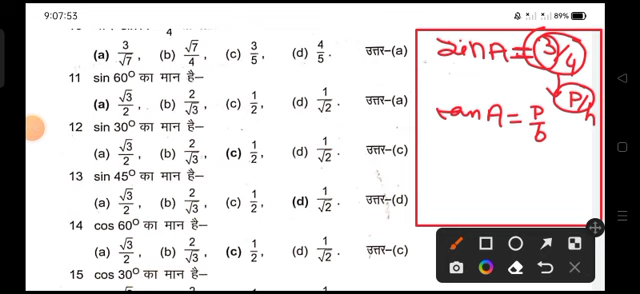 9:07:53
89%
(a) 3/√7, (b) √7/4, (c) 3/5, (d) 4/5. उत्तर–(a)
11 sin 60° का मान है–
(a) √3/2, (b) 2/√3, (c) 1/2, (d) 1/√2. उत्तर–(a)
12 sin 30° का मान है–
(a) √3/2, (b) 2/√3, (c) 1/2, (d) 1/√2. उत्तर–(c)
13 sin 45° का मान है–
(a) √3/2, (b) 2/√3, (c) 1/2, (d) 1/√2. उत्तर–(d)
14 cos 60° का मान है–
(a) √3/2, (b) 2/√3, (c) 1/2, (d) 1/√2. उत्तर–(c)
15 cos 30° का मान है–
sin A = 3/4
P/h
tan A = P/b